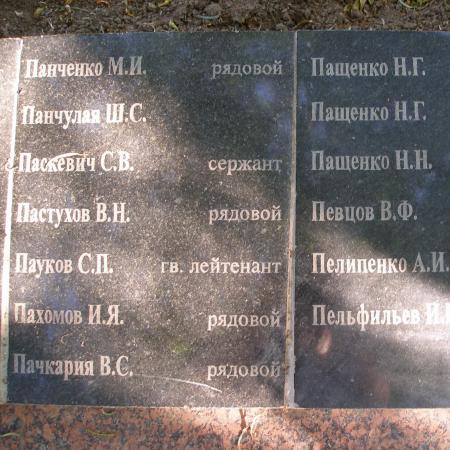 Панченко М.И. рядовой
Панчулая Ш.С.
Паскевич С.В. сержант
Пастухов В.Н. рядовой
Пауков С.П. гв. лейтенант
Пахомов И.Я. рядовой
Пачкария В.С. рядовой
Пащенко Н.Г.
Пащенко Н.Г.
Пащенко Н.Н.
Певцов В.Ф.
Пелипенко А.И.
Пельфильев И.